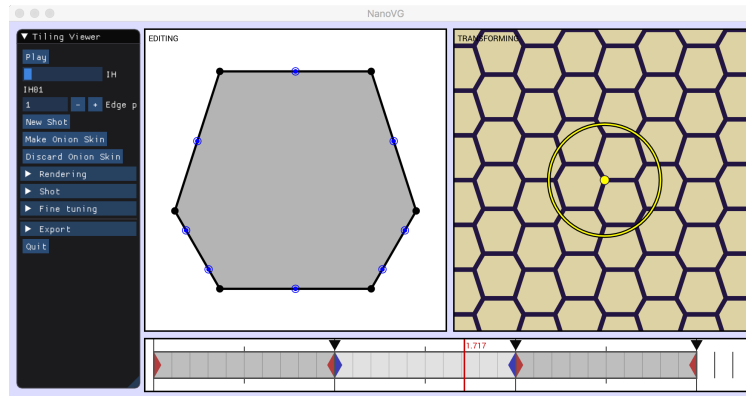 NanoVG
Tiling Viewer
Play
IH
IH01
1 - + Edge p
New Shot
Make Onion Skin
Discard Onion Skin
Rendering
Shot
Fine tuning
Export
Quit
EDITING
TRANSFORMING
1.717